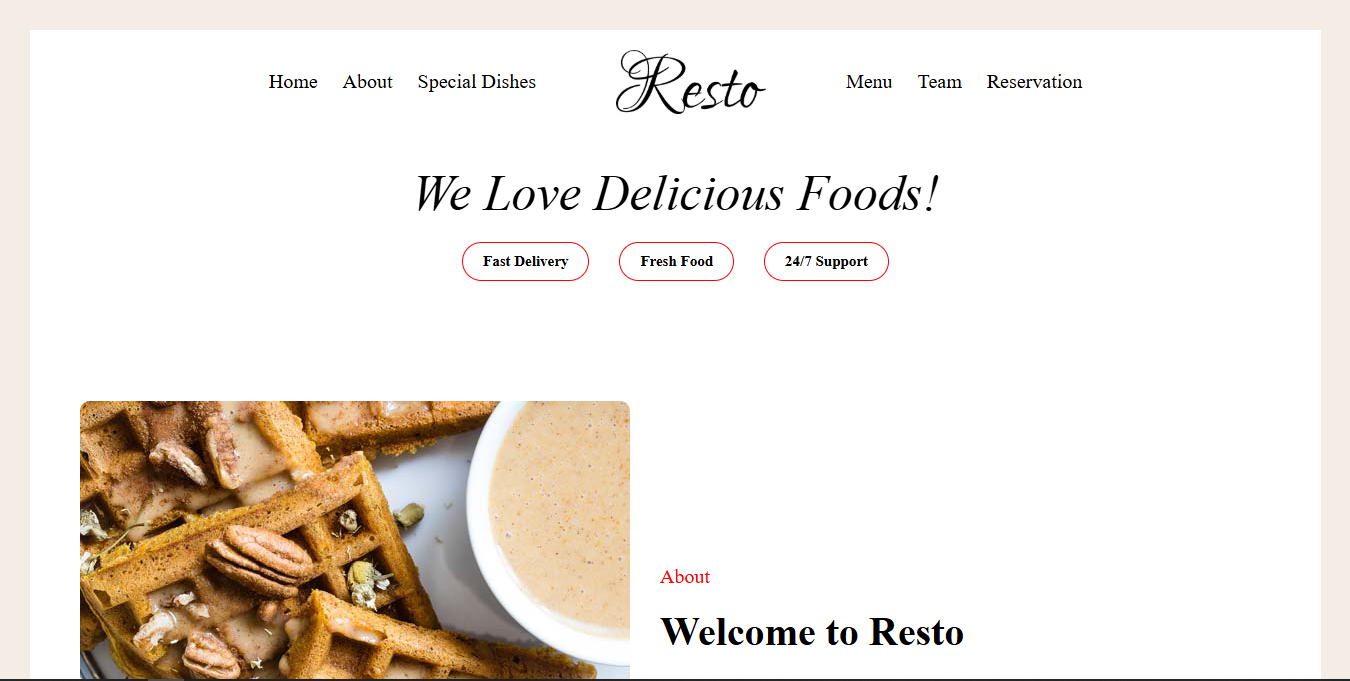 Home About Special Dishes Resto Menu Team Reservation
We Love Delicious Foods!
Fast Delivery Fresh Food 24/7 Support
About
Welcome to Resto